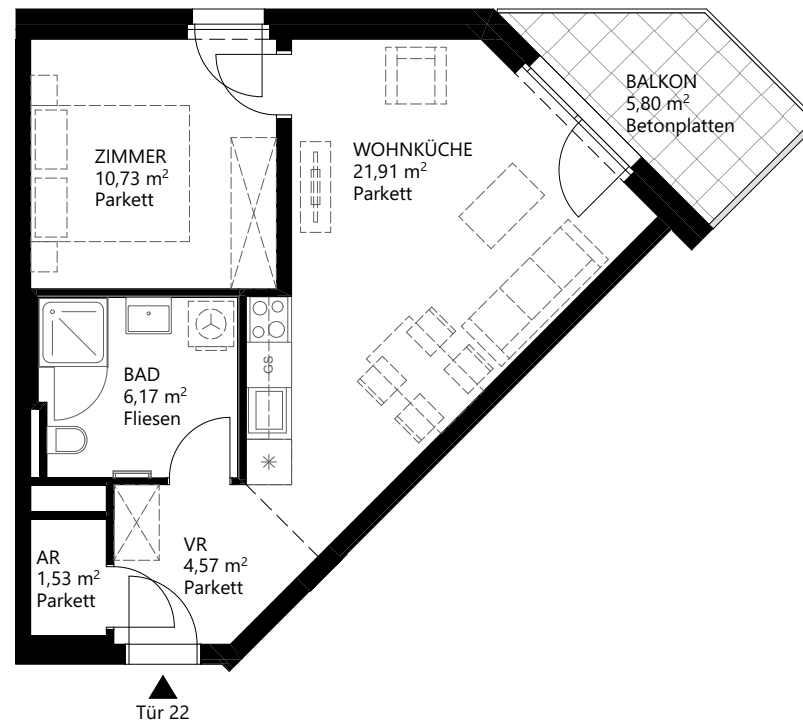 BALKON
5,80 m²
Betonplatten
ZIMMER
10,73 m²
Parkett
WOHNKÜCHE
21,91 m²
Parkett
GS
BAD
6,17 m²
Fliesen
VR
4,57 m²
Parkett
AR
1,53 m²
Parkett
Tür 22